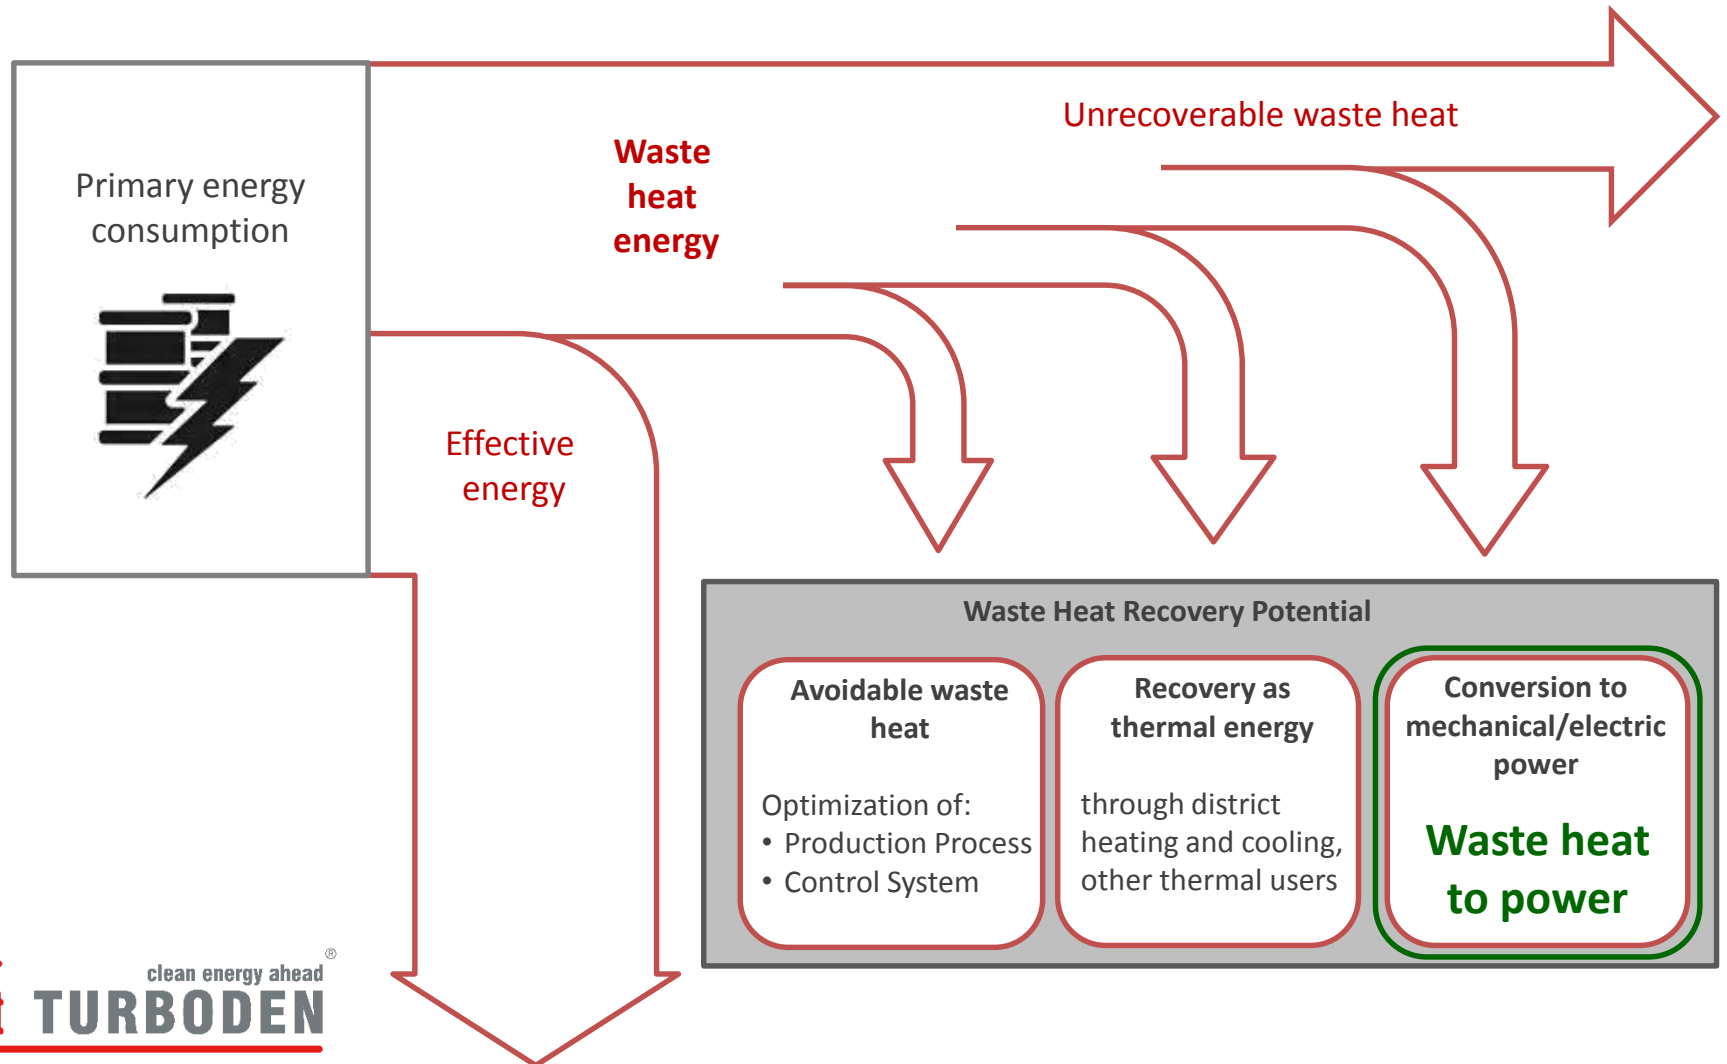 Unrecoverable waste heat
Waste
heat
energy
Primary energy
consumption
Effective
energy
Waste Heat Recovery Potential
Avoidable waste
heat
Optimization of:
• Production Process
• Control System
Recovery as
thermal energy
through district
heating and cooling,
other thermal users
Conversion to
mechanical/electric
power
Waste heat
to power
clean energy ahead®
TURBODEN